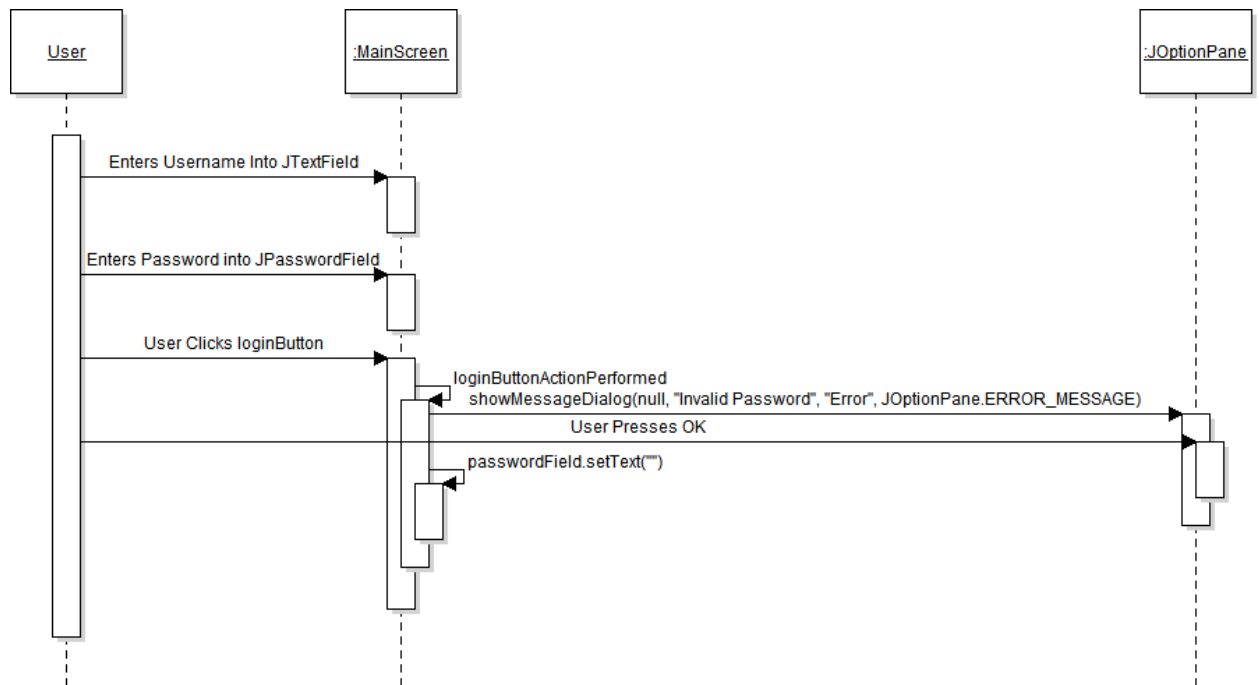 User
:MainScreen
:JOptionPane
Enters Username Into JTextField
Enters Password into JPasswordField
User Clicks loginButton
loginButtonActionPerformed
showMessageDialog(null, "Invalid Password", "Error", JOptionPane.ERROR_MESSAGE)
User Presses OK
passwordField.setText("")